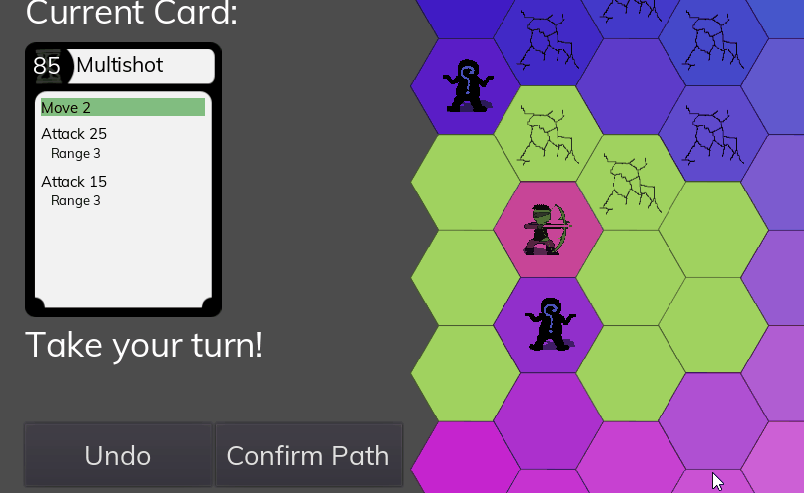 Current Card:
85 Multishot
Move 2
Attack 25
Range 3
Attack 15
Range 3
Take your turn!
Undo
Confirm Path